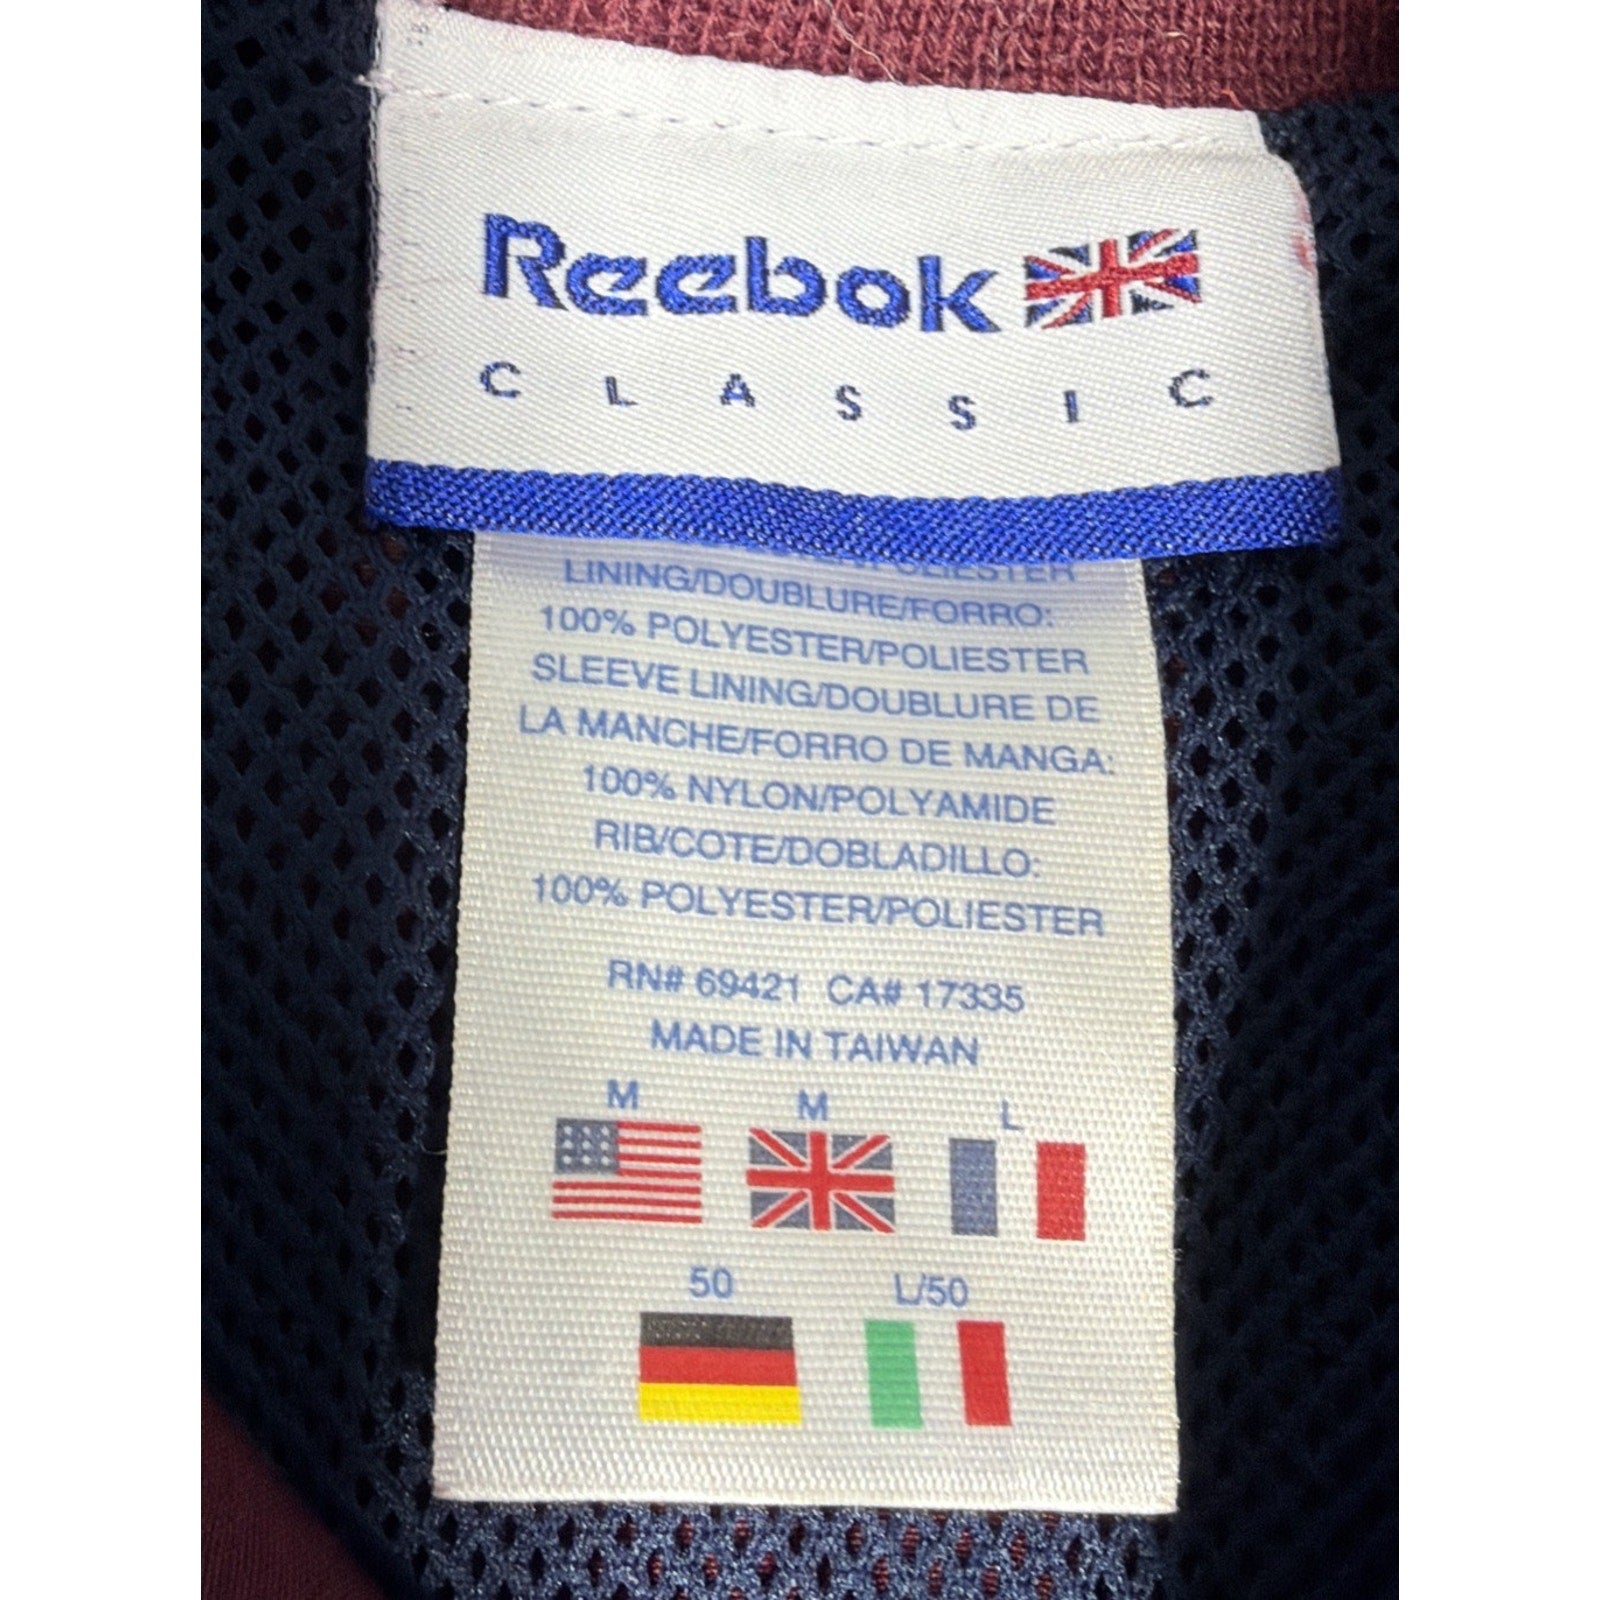 Reebok
CLASSIC
LINING/DOUBLURE/FORRO:
100% POLYESTER/POLIESTER
SLEEVE LINING/DOUBLURE DE
LA MANCHE/FORRO DE MANGA:
100% NYLON/POLYAMIDE
RIB/COTE/DOBLADILLO:
100% POLYESTER/POLIESTER
RN# 69421 CA# 17335
MADE IN TAIWAN
M M L
50 L/50